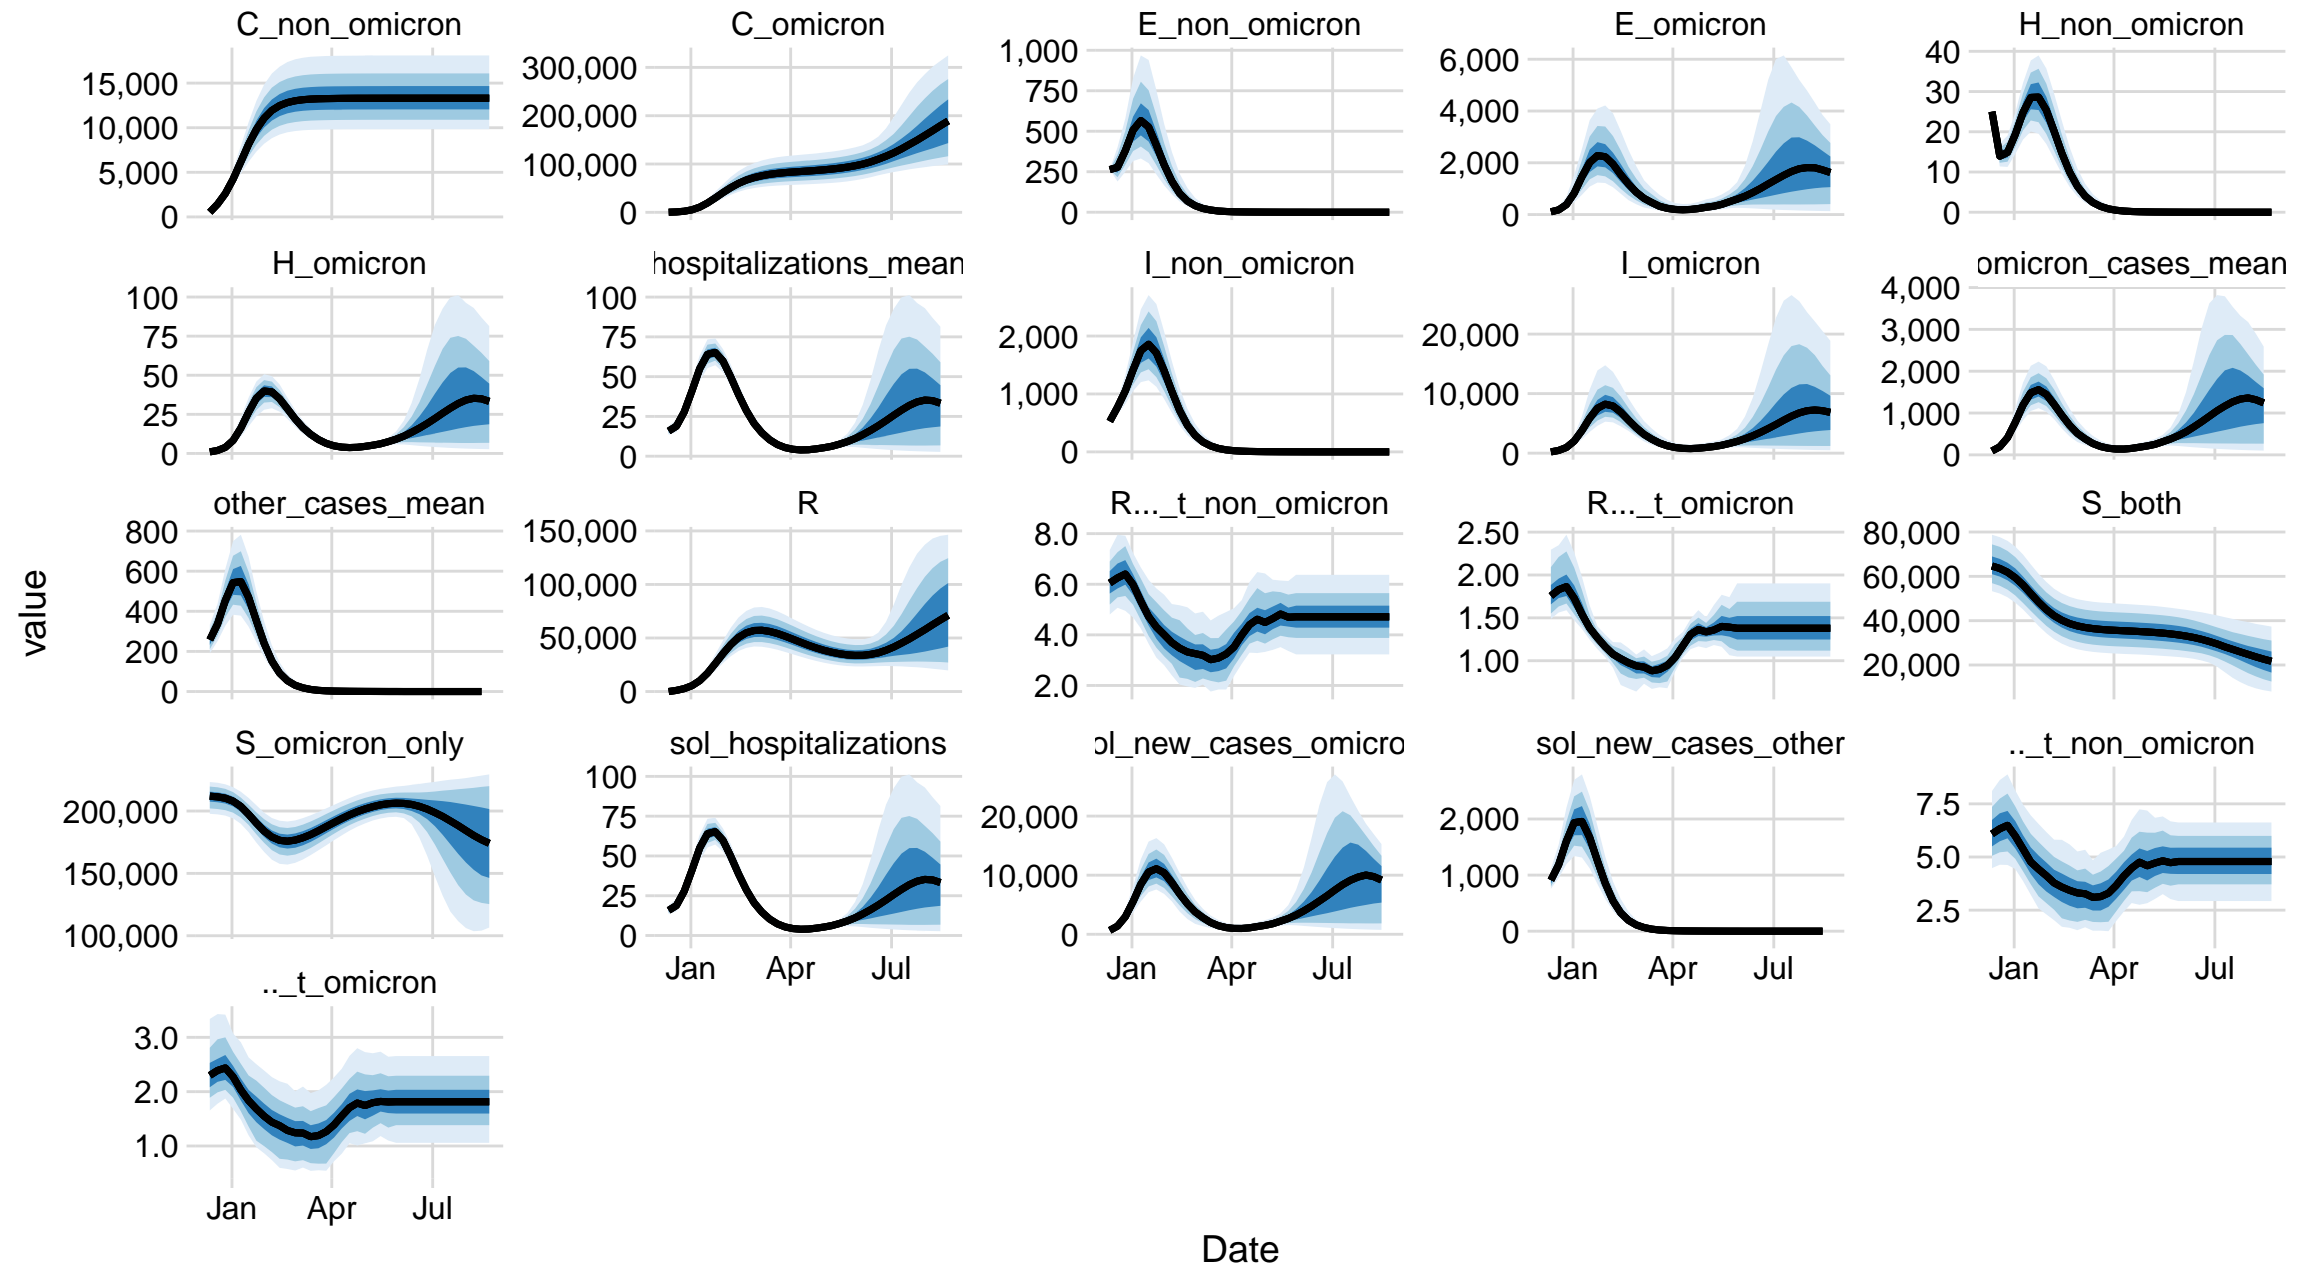 C_non_omicron C_omicron E_non_omicron E_omicron H_non_omicron
15,000 10,000 5,000 0
300,000 200,000 100,000 0
1,000 750 500 250 0
6,000 4,000 2,000 0
40 30 20 10 0
H_omicron hospitalizations_mean I_non_omicron I_omicron omicron_cases_mean
100 75 50 25 0
100 75 50 25 0
2,000 1,000 0
20,000 10,000 0
4,000 3,000 2,000 1,000 0
other_cases_mean R R..._t_non_omicron R..._t_omicron S_both
800 600 400 200 0
150,000 100,000 50,000 0
8.0 6.0 4.0 2.0
2.50 2.00 1.50 1.00
80,000 60,000 40,000 20,000
value
S_omicron_only sol_hospitalizations ol_new_cases_omicro sol_new_cases_other .._t_non_omicron
200,000 150,000 100,000
100 75 50 25 0
20,000 10,000 0
2,000 1,000 0
7.5 5.0 2.5
Jan Apr Jul Jan Apr Jul Jan Apr Jul Jan Apr Jul
.._t_omicron
3.0 2.0 1.0
Jan Apr Jul
Date